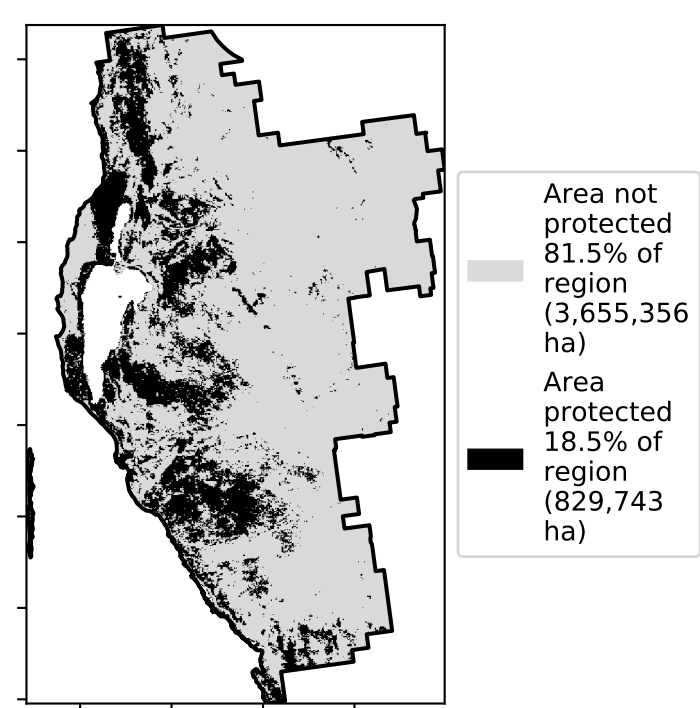 Area not
protected
81.5% of
region
(3,655,356
ha)
Area
protected
18.5% of
region
(829,743
ha)